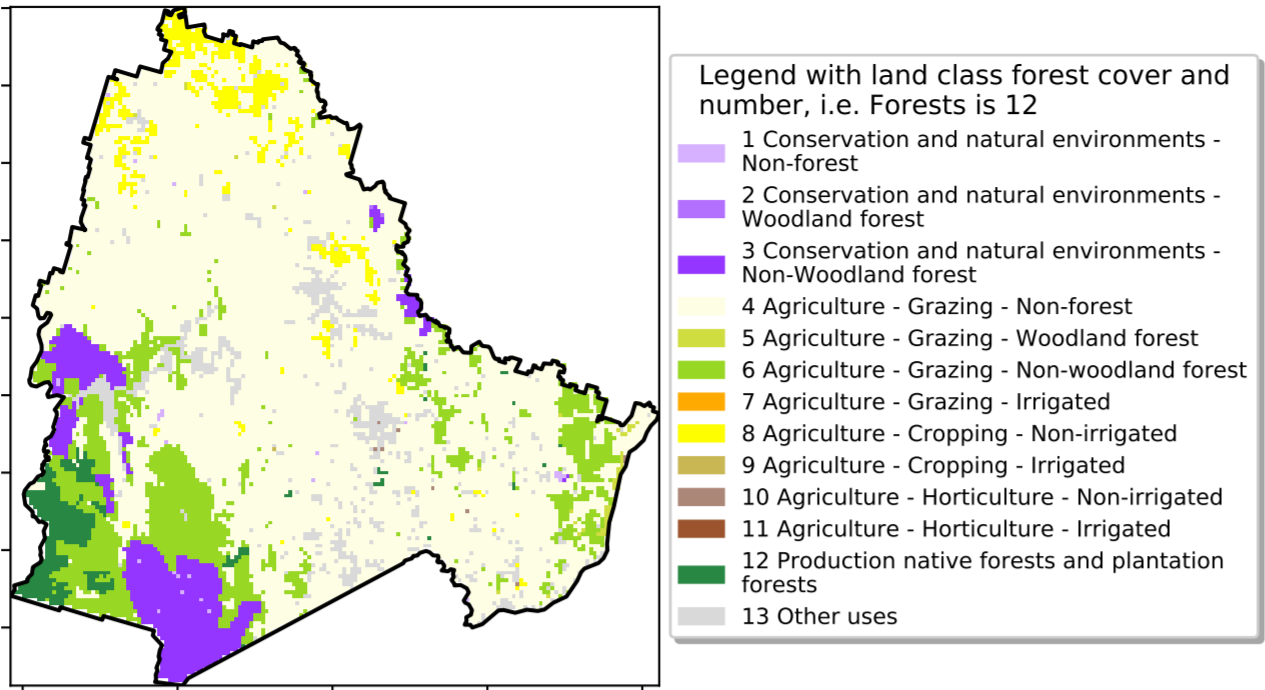 Legend with land class forest cover and
number, i.e. Forests is 12
1 Conservation and natural environments -
Non-forest
2 Conservation and natural environments -
Woodland forest
3 Conservation and natural environments -
Non-Woodland forest
4 Agriculture - Grazing - Non-forest
5 Agriculture - Grazing - Woodland forest
6 Agriculture - Grazing - Non-woodland forest
7 Agriculture - Grazing - Irrigated
8 Agriculture - Cropping - Non-irrigated
9 Agriculture - Cropping - Irrigated
10 Agriculture - Horticulture - Non-irrigated
11 Agriculture - Horticulture - Irrigated
12 Production native forests and plantation
forests
13 Other uses